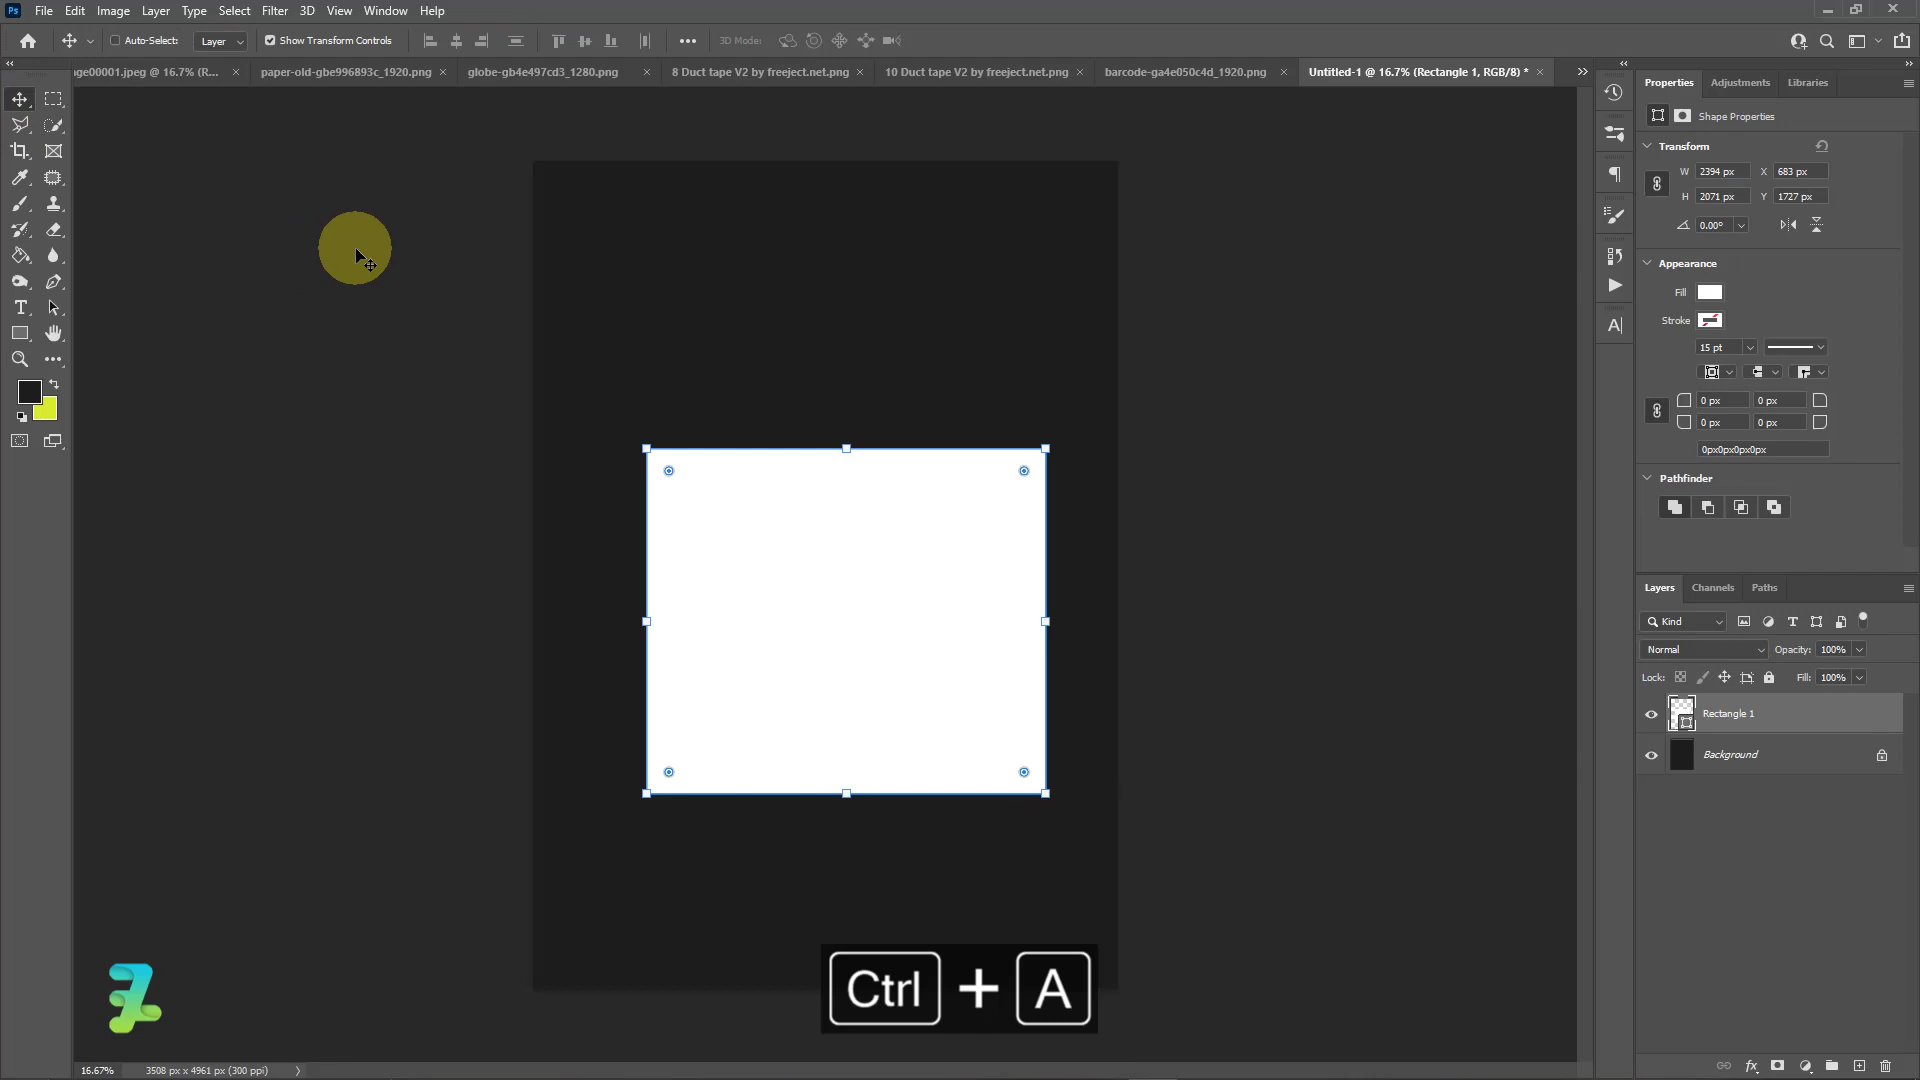 Ps File Edit Image Layer Type Select Filter 3D View Window Help
Auto-Select: Layer Show Transform Controls 3D Mode:
age00001.jpeg @ 16.7% (R... × paper-old-gbe996893c_1920.png × globe-gb4e497cd3_1280.png × 8 Duct tape V2 by freeject.net.png × 10 Duct tape V2 by freeject.net.png × barcode-ga4e050c4d_1920.png × Untitled-1 @ 16.7% (Rectangle 1, RGB/8) * ×
Properties Adjustments Libraries
Shape Properties
Transform
W 2394 px X 683 px
H 2071 px Y 1727 px
0.00°
Appearance
Fill
Stroke
15 pt
0 px 0 px
0 px 0 px
0px0px0px0px
Pathfinder
Layers Channels Paths
Kind
Normal Opacity: 100%
Lock: Fill: 100%
Rectangle 1
Background
Ctrl + A
16.67% 3508 px x 4961 px (300 ppi)